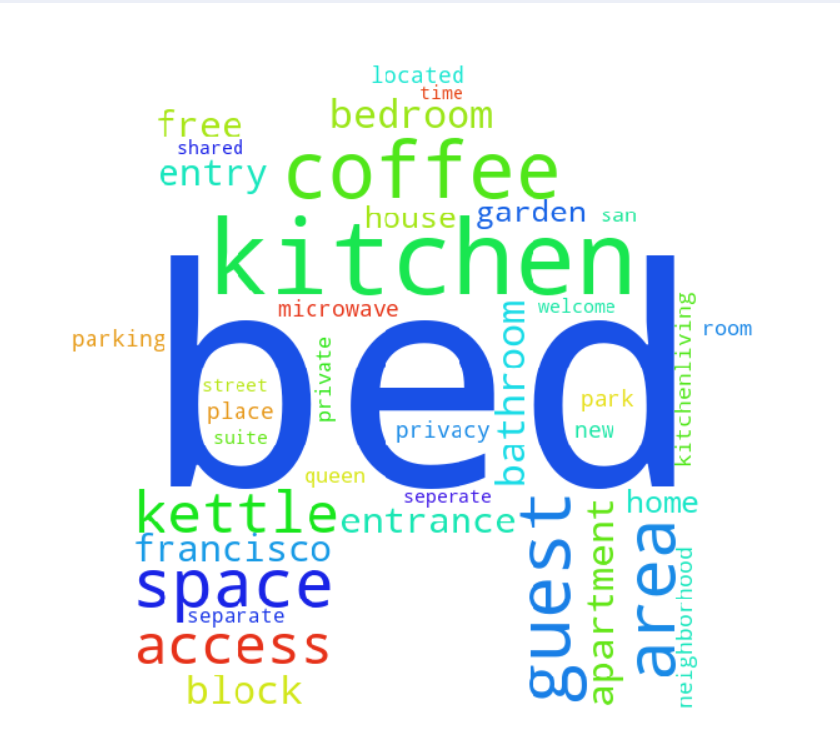 located
time
free
bedroom
shared
coffee
entry
house
garden
san
kitchen
microwave
welcome
bed
parking
private
bathroom
kitchenliving
room
street
place
suite
privacy
park
new
queen
seperate
kettle
entrance
home
francisco
guest
apartment
area
neighborhood
space
separate
access
block